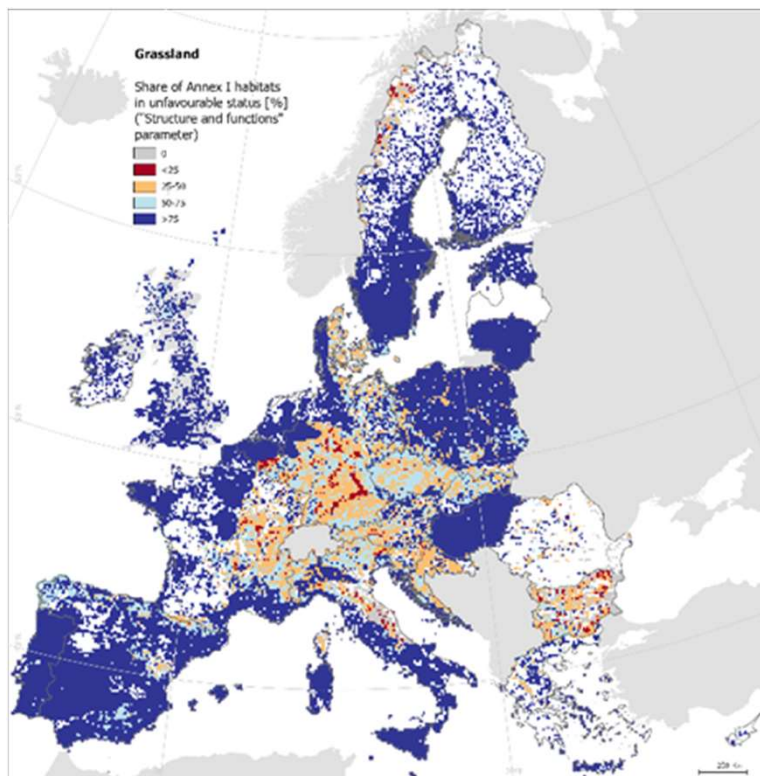 Grassland
Share of Annex I habitats
in unfavourable status [%]
("Structure and functions"
parameter)
0
<25
25-50
50-75
>75